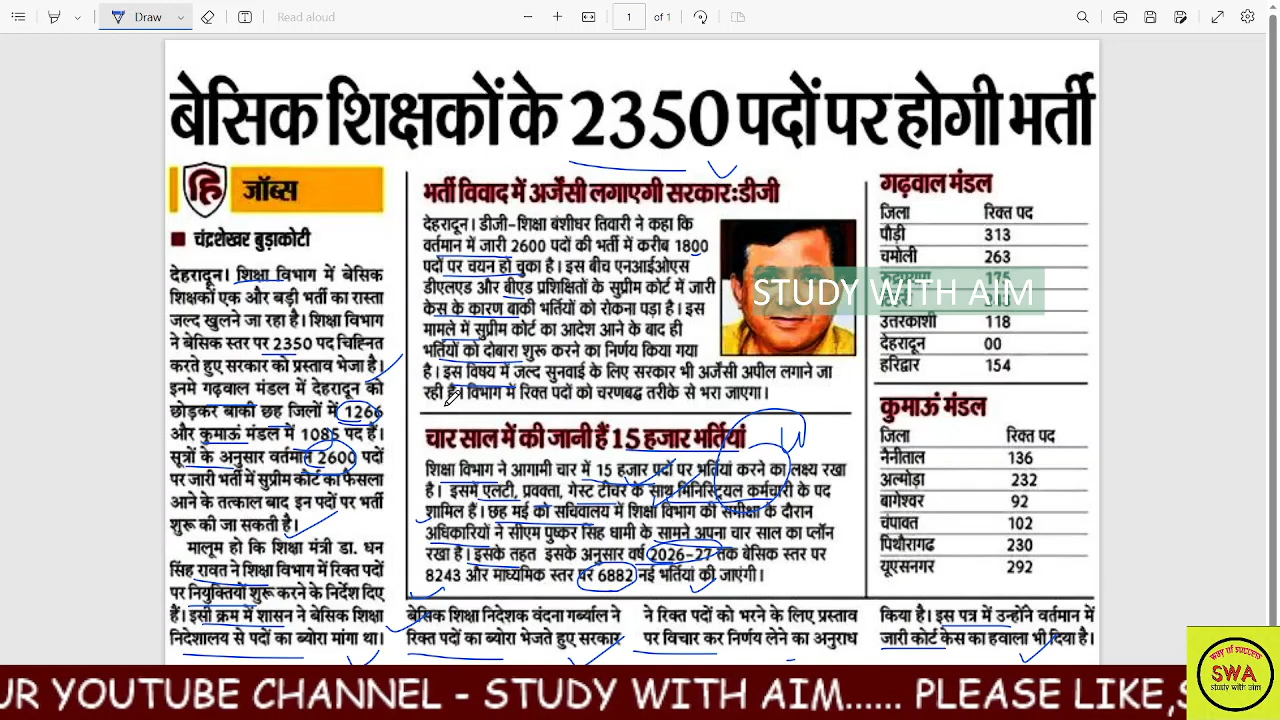 Draw
Read aloud
1
of 1
बेसिक शिक्षकों के 2350 पदों पर होगी भर्ती
हि
जॉब्स
चंद्रशेखर बुड़ाकोटी
देहरादून। शिक्षा विभाग में बेसिक
शिक्षकों एक और बड़ी भर्ती का रास्ता
जल्द खुलने जा रहा है। शिक्षा विभाग
ने बेसिक स्तर पर 2350 पद चिह्नित
करते हुए सरकार को प्रस्ताव भेजा है।
इनमे गढ़वाल मंडल में देहरादून को
छोड़कर बाकी छह जिलों में 1266
और कुमाऊं मंडल में 1085 पद हैं।
सूत्रों के अनुसार वर्तमान 2600 पदों
पर जारी भर्ती में सुप्रीम कोर्ट का फैसला
आने के तत्काल बाद इन पदों पर भर्ती
शुरू की जा सकती है।
मालूम हो कि शिक्षा मंत्री डा. धन
सिंह रावत ने शिक्षा विभाग में रिक्त पदों
पर नियुक्तियों शुरू करने के निर्देश दिए
हैं। इसी क्रम में शासन ने बेसिक शिक्षा
निदेशालय से पदों का ब्योरा मांगा था।
भर्ती विवाद में अर्जेंसी लगाएगी सरकार:डीजी
देहरादून। डीजी-शिक्षा बंशीधर तिवारी ने कहा कि
वर्तमान में जारी 2600 पदों की भर्ती में करीब 1800
पदों पर चयन हो चुका है। इस बीच एनआईओएस
डीएलएड और बीएड प्रशिक्षितों के सुप्रीम कोर्ट में जारी
केस के कारण बाकी भर्तियों को रोकना पड़ा है। इस
मामले में सुप्रीम कोर्ट का आदेश आने के बाद ही
भर्तियों को दोबारा शुरू करने का निर्णय किया गया
है। इस विषय में जल्द सुनवाई के लिए सरकार भी अर्जेंसी अपील लगाने जा
रही है। विभाग में रिक्त पदों को चरणबद्ध तरीके से भरा जाएगा।
चार साल में की जानी हैं 15 हजार भर्तियां
शिक्षा विभाग ने आगामी चार में 15 हजार पदों पर भर्तियां करने का लक्ष्य रखा
है। इसमें एलटी, प्रवक्ता, गेस्ट टीचर के साथ मिनिस्ट्रियल कर्मचारी के पद
शामिल हैं। छह मई को सचिवालय में शिक्षा विभाग की समीक्षा के दौरान
अधिकारियों ने सीएम पुष्कर सिंह धामी के सामने अपना चार साल का प्लॉन
रखा है। इसके तहत इसके अनुसार वर्ष 2026-27 तक बेसिक स्तर पर
8243 और माध्यमिक स्तर पर 6882 नई भर्तियां की जाएंगी।
बेसिक शिक्षा निदेशक वंदना गर्ब्याल ने
रिक्त पदों का ब्योरा भेजते हुए सरकार
ने रिक्त पदों को भरने के लिए प्रस्ताव
पर विचार कर निर्णय लेने का अनुराध
किया है। इस पत्र में उन्होंने वर्तमान में
जारी कोर्ट केस का हवाला भी दिया है।
गढ़वाल मंडल
जिला रिक्त पद
पौड़ी 313
चमोली 263
STUDY WITH AIM
उत्तरकाशी 118
देहरादून 00
हरिद्वार 154
कुमाऊं मंडल
जिला रिक्त पद
नैनीताल 136
अल्मोड़ा 232
बागेश्वर 92
चंपावत 102
पिथौरागढ 230
यूएसनगर 292
UR YOUTUBE CHANNEL - STUDY WITH AIM...... PLEASE LIKE,S
way of success
SWA
study with aim